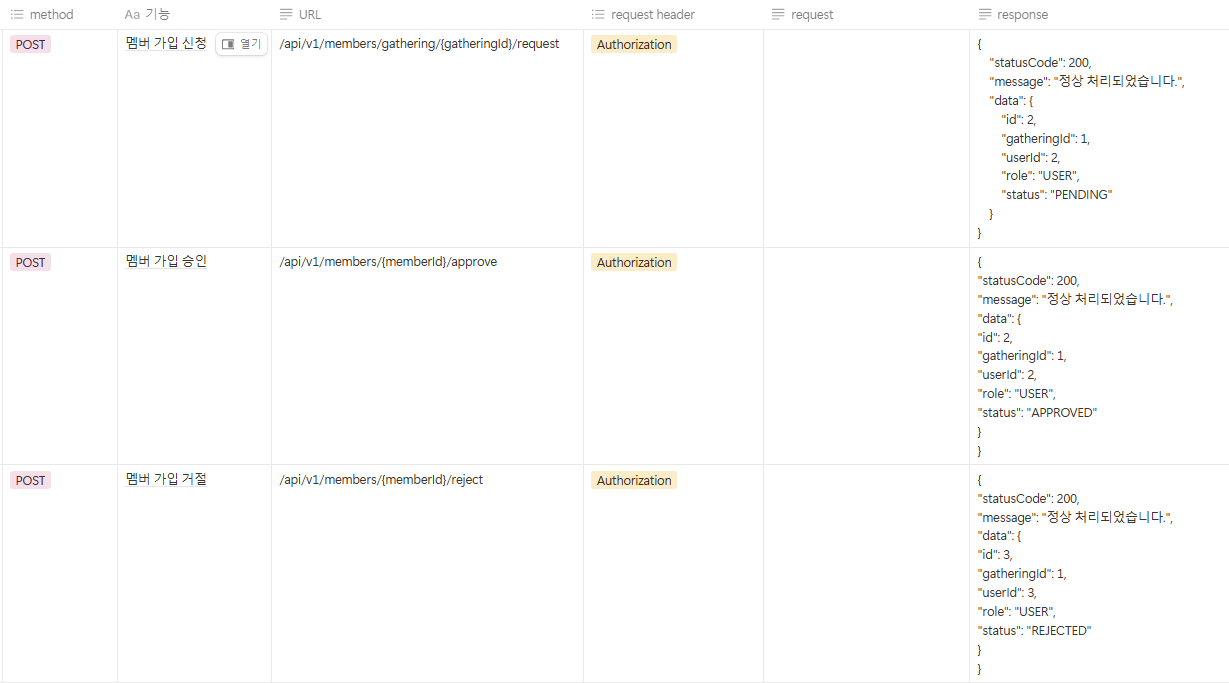 method Aa 기능 URL request header request response
POST 멤버 가입 신청 열기 /api/v1/members/gathering/{gatheringId}/request Authorization {
"statusCode": 200,
"message": "정상 처리되었습니다.",
"data": {
"id": 2,
"gatheringId": 1,
"userId": 2,
"role": "USER",
"status": "PENDING"
}
}
POST 멤버 가입 승인 /api/v1/members/{memberId}/approve Authorization {
"statusCode": 200,
"message": "정상 처리되었습니다.",
"data": {
"id": 2,
"gatheringId": 1,
"userId": 2,
"role": "USER",
"status": "APPROVED"
}
}
POST 멤버 가입 거절 /api/v1/members/{memberId}/reject Authorization {
"statusCode": 200,
"message": "정상 처리되었습니다.",
"data": {
"id": 3,
"gatheringId": 1,
"userId": 3,
"role": "USER",
"status": "REJECTED"
}
}